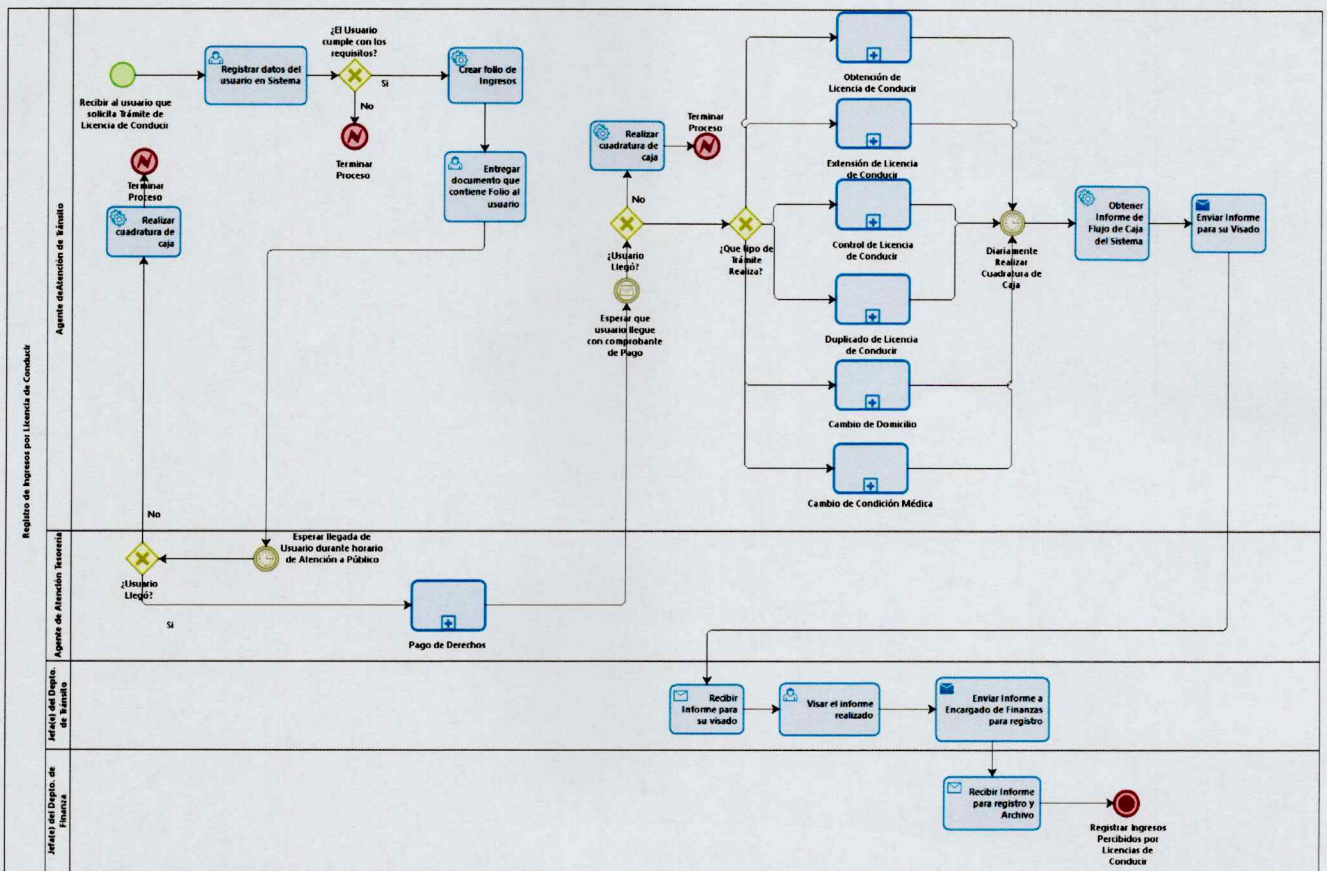 Registro de Ingresos por Licencia de Conducir
Agente deAtención de Tránsito
Recibir al usuario que
solicita Trámite de
Licencia de Conducir
Registrar datos del
usuario en Sistema
¿El Usuario
cumple con los
requisitos?
Si
No
Terminar
Proceso
Crear folio de
Ingresos
Entregar
documento que
contiene Folio al
usuario
Terminar
Proceso
Realizar
cuadratura de
caja
No
Realizar
cuadratura de
caja
Terminar
Proceso
No
¿Usuario
Llegó?
Esperar que
usuario llegue
con comprobante
de Pago
¿Que tipo de
Trámite
Realiza?
Obtención de
Licencia de Conducir
Extensión de Licencia
de Conducir
Control de Licencia
de Conducir
Duplicado de Licencia
de Conducir
Cambio de Domicilio
Cambio de Condición Médica
Diariamente
Realizar
Cuadratura de
Caja
Obtener
Informe de
Flujo de Caja
del Sistema
Enviar Informe
para su Visado
Agente de Atención Tesorería
¿Usuario
Llegó?
Si
Esperar llegada de
Usuario durante horario
de Atención a Público
Pago de Derechos
Jefa(e) del Depto.
de Tránsito
Recibir
Informe para
su visado
Visar el informe
realizado
Enviar Informe a
Encargado de Finanzas
para registro
Jefa(e) del Depto. de
Finanza
Recibir Informe
para registro y
Archivo
Registrar Ingresos
Percibidos por
Licencias de
Conducir